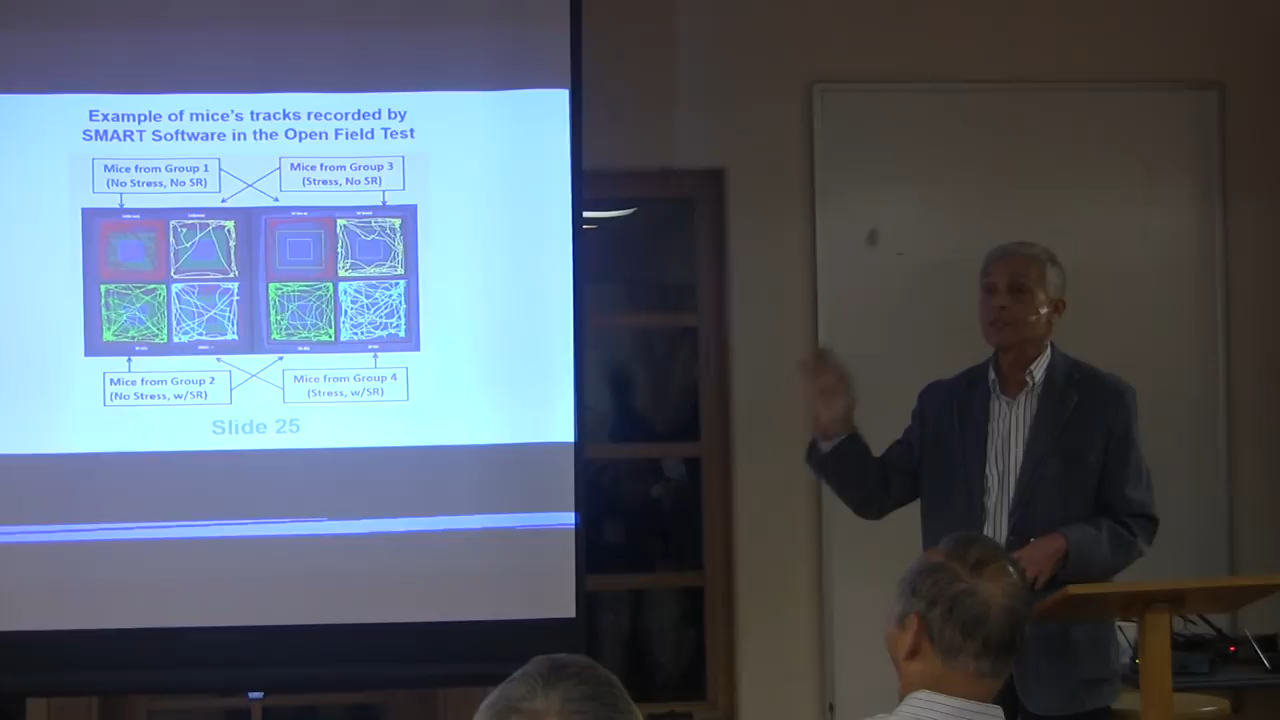 Example of mice's tracks recorded by
SMART Software in the Open Field Test
Mice from Group 1
(No Stress, No SR)
Mice from Group 3
(Stress, No SR)
Mice from Group 2
(No Stress, w/SR)
Mice from Group 4
(Stress, w/SR)
Slide 25